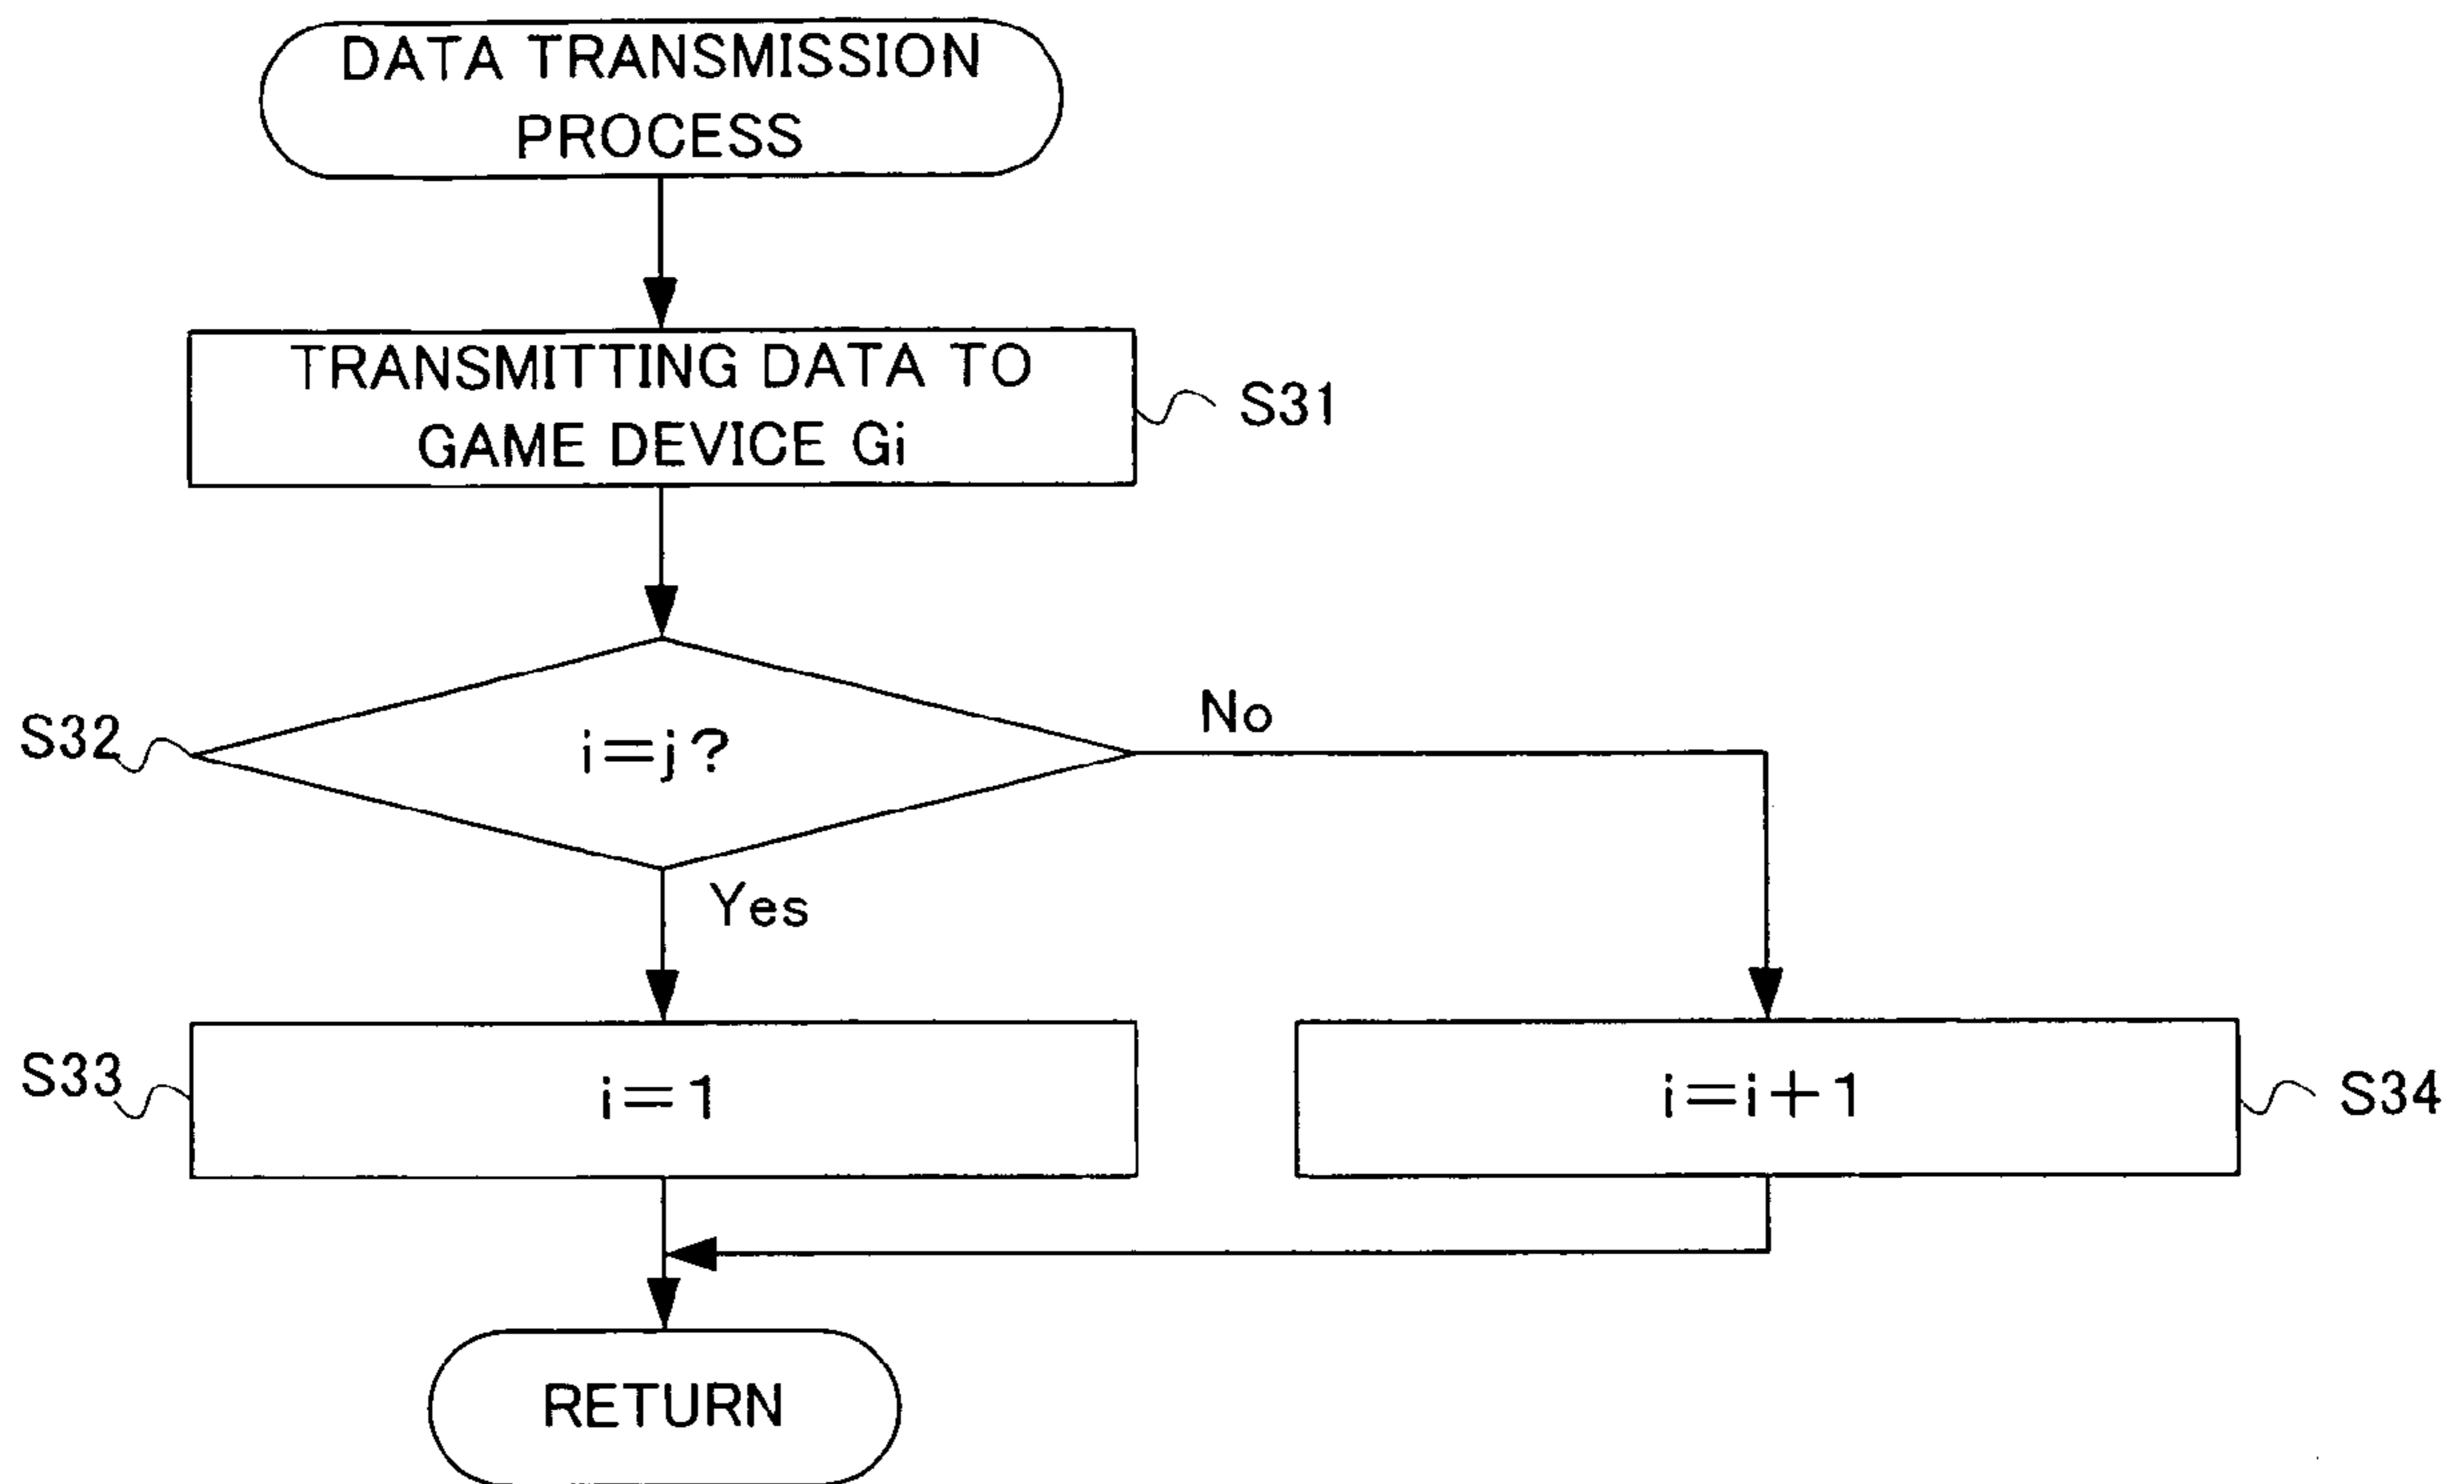 DATA TRANSMISSION
PROCESS
TRANSMITTING DATA TO
GAME DEVICE Gi
S31
S32
i=j?
No
Yes
S33
i=1
i=i+1
S34
RETURN